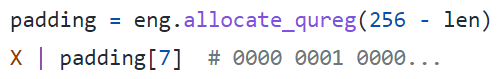 padding = eng.allocate_qureg(256 - len)
X | padding[7]  # 0000 0001 0000...